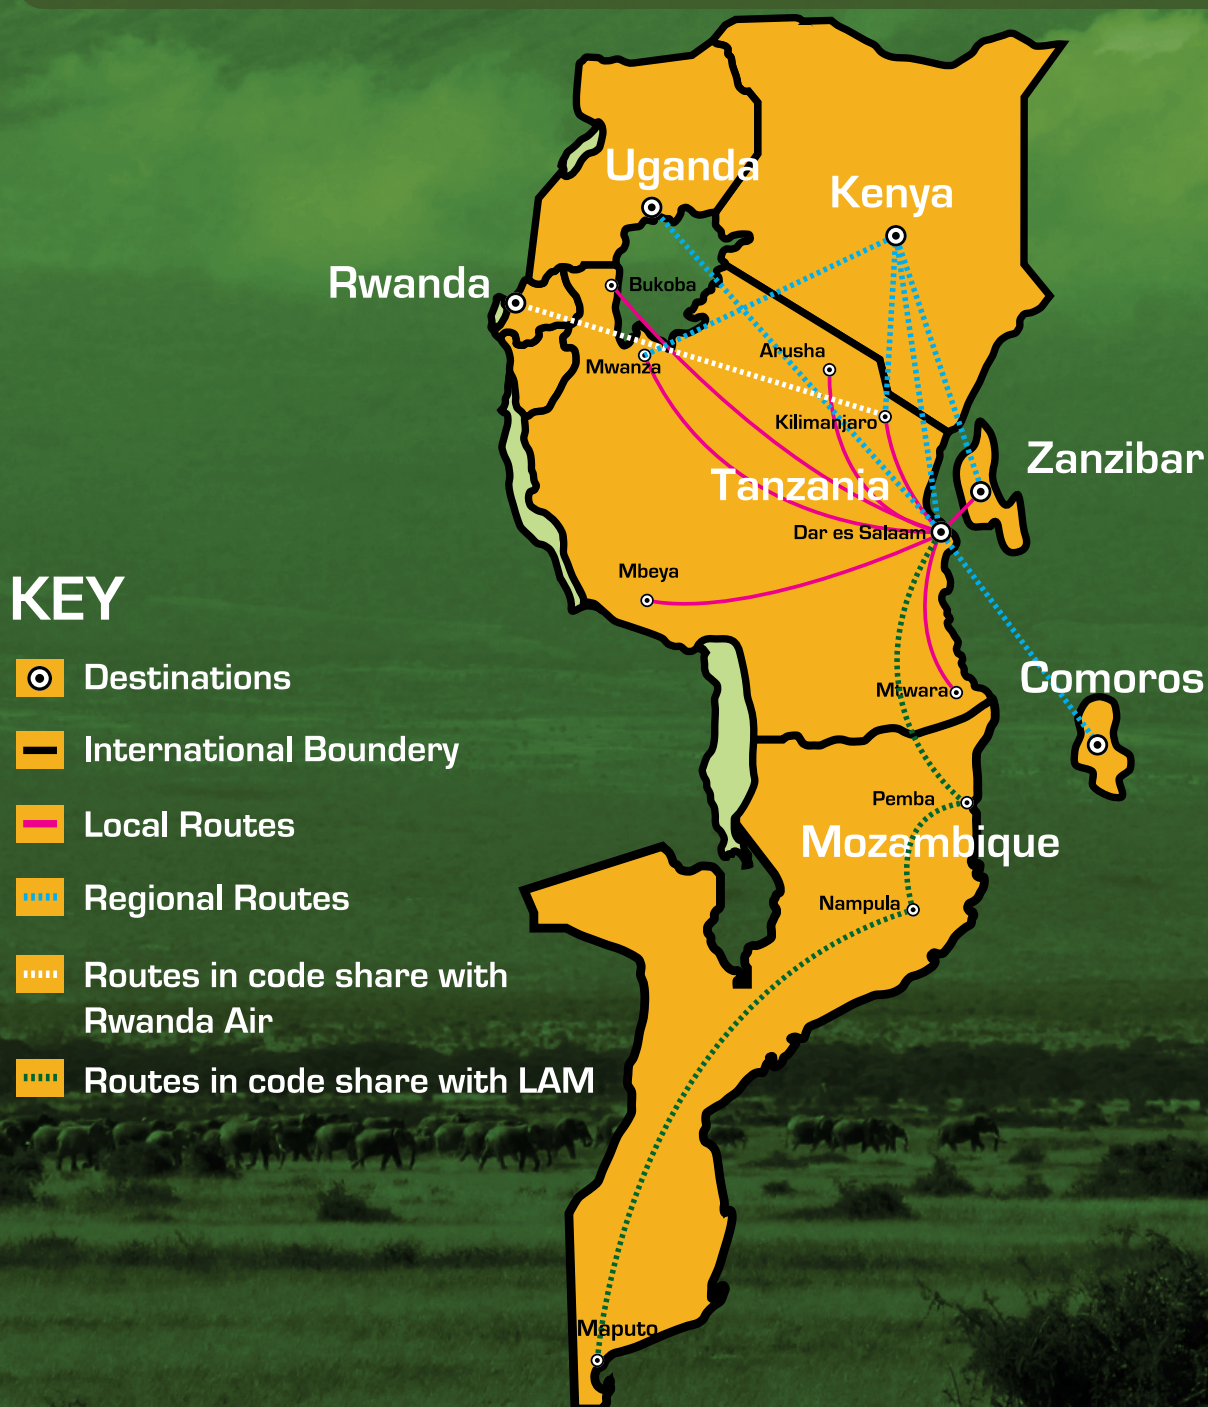 Uganda
Kenya
Rwanda
Bukoba
Arusha
Mwanza
Kilimanjaro
Zanzibar
Tanzania
Dar es Salaam
Mbeya
KEY
Destinations
Comoros
Mtwara
International Boundery
Pemba
Local Routes
Mozambique
Regional Routes
Nampula
Routes in code share with
Rwanda Air
Routes in code share with LAM
Maputo